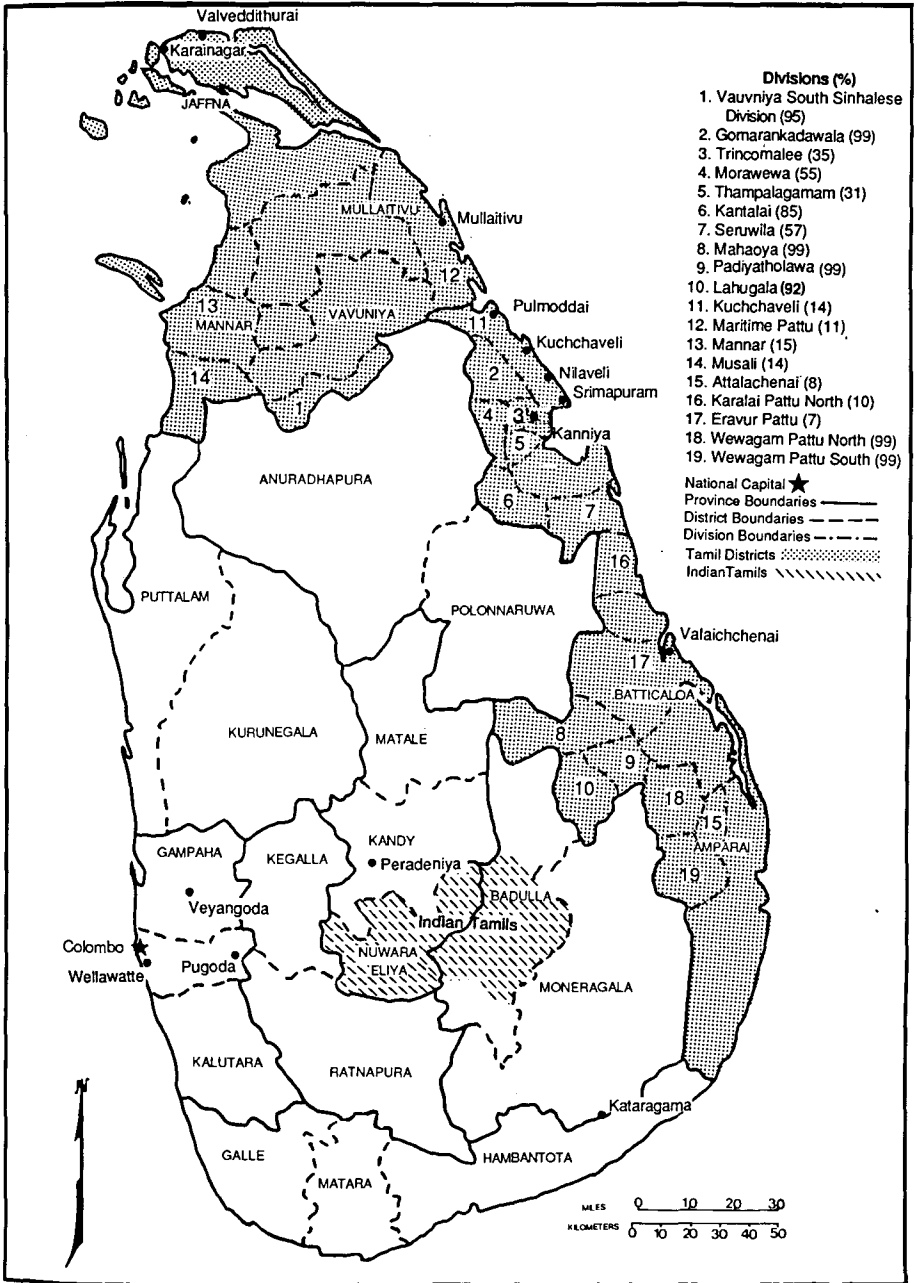 Valveddithurai
Karainagar
JAFFNA
Divisions (%)
1. Vauvniya South Sinhalese
Division (95)
2. Gomarankadawala (99)
3. Trincomalee (35)
4. Morawewa (55)
5. Thampalagamam (31)
6. Kantalai (85)
7. Seruwila (57)
8. Mahaoya (99)
9. Padiyatholawa (99)
10. Lahugala (92)
11. Kuchchaveli (14)
12. Maritime Pattu (11)
13. Mannar (15)
14. Musali (14)
15. Attalachenai (8)
16. Karalai Pattu North (10)
17. Eravur Pattu (7)
18. Wewagam Pattu North (99)
19. Wewagam Pattu South (99)
National Capital
Province Boundaries
District Boundaries
Division Boundaries
Tamil Districts
IndianTamils
MULLAITIVU
Mullaitivu
12
13
MANNAR
VAVUNIYA
Pulmoddai
11
Kuchchaveli
2
Nilaveli
14
1
Srimapuram
4
3
Kanniya
5
ANURADHAPURA
6
7
16
PUTTALAM
POLONNARUWA
Valaichchenai
17
BATTICALOA
KURUNEGALA
MATALE
8
9
10
18
15
AMPARAI
19
GAMPAHA
KEGALLA
KANDY
Peradeniya
BADULLA
Veyangoda
Indian Tamils
Colombo
Wellawatte
Pugoda
NUWARA
ELIYA
MONERAGALA
KALUTARA
RATNAPURA
Kataragama
GALLE
MATARA
HAMBANTOTA
N
MILES 0 10 20 30
KILOMETERS 0 10 20 30 40 50